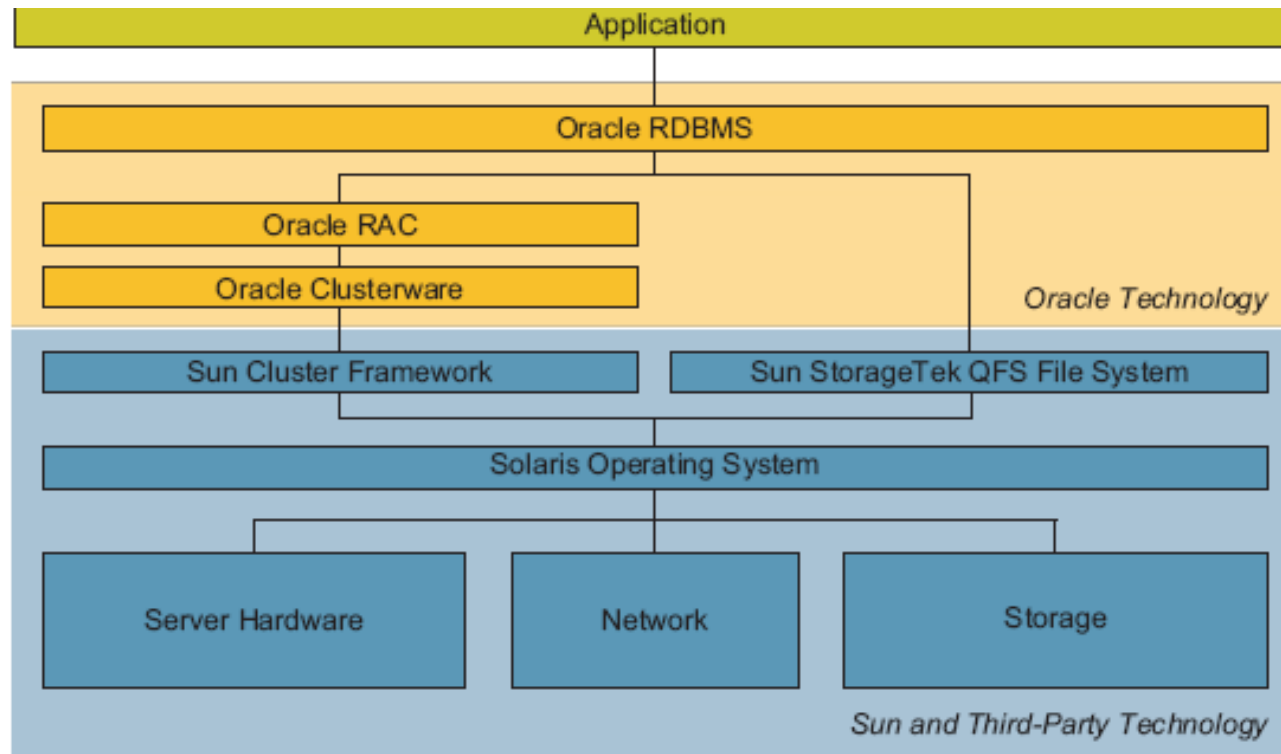 Application
Oracle RDBMS
Oracle RAC
Oracle Clusterware
Oracle Technology
Sun Cluster Framework
Sun StorageTek QFS File System
Solaris Operating System
Server Hardware
Network
Storage
Sun and Third-Party Technology